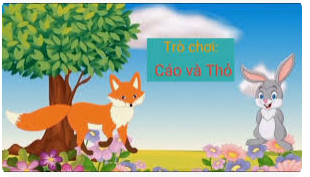 Trò chơi:
Cáo và Thỏ